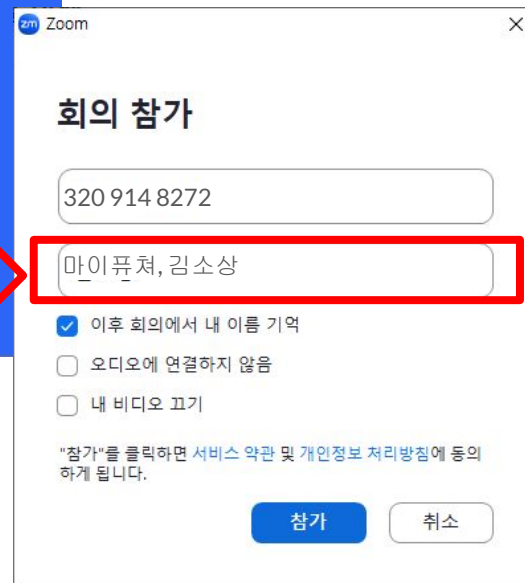 zm Zoom
회의 참가
320 914 8272
마이퓨쳐, 김소상
이후 회의에서 내 이름 기억
오디오에 연결하지 않음
내 비디오 끄기
"참가"를 클릭하면 서비스 약관 및 개인정보 처리방침에 동의
하게 됩니다.
참가 취소